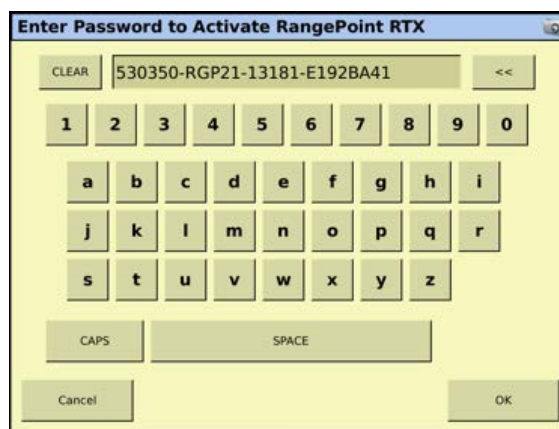 Enter Password to Activate RangePoint RTX
CLEAR 530350-RGP21-13181-E192BA41 <<
1 2 3 4 5 6 7 8 9 0
a b c d e f g h i
j k l m n o p q r
s t u v w x y z
CAPS SPACE
Cancel OK